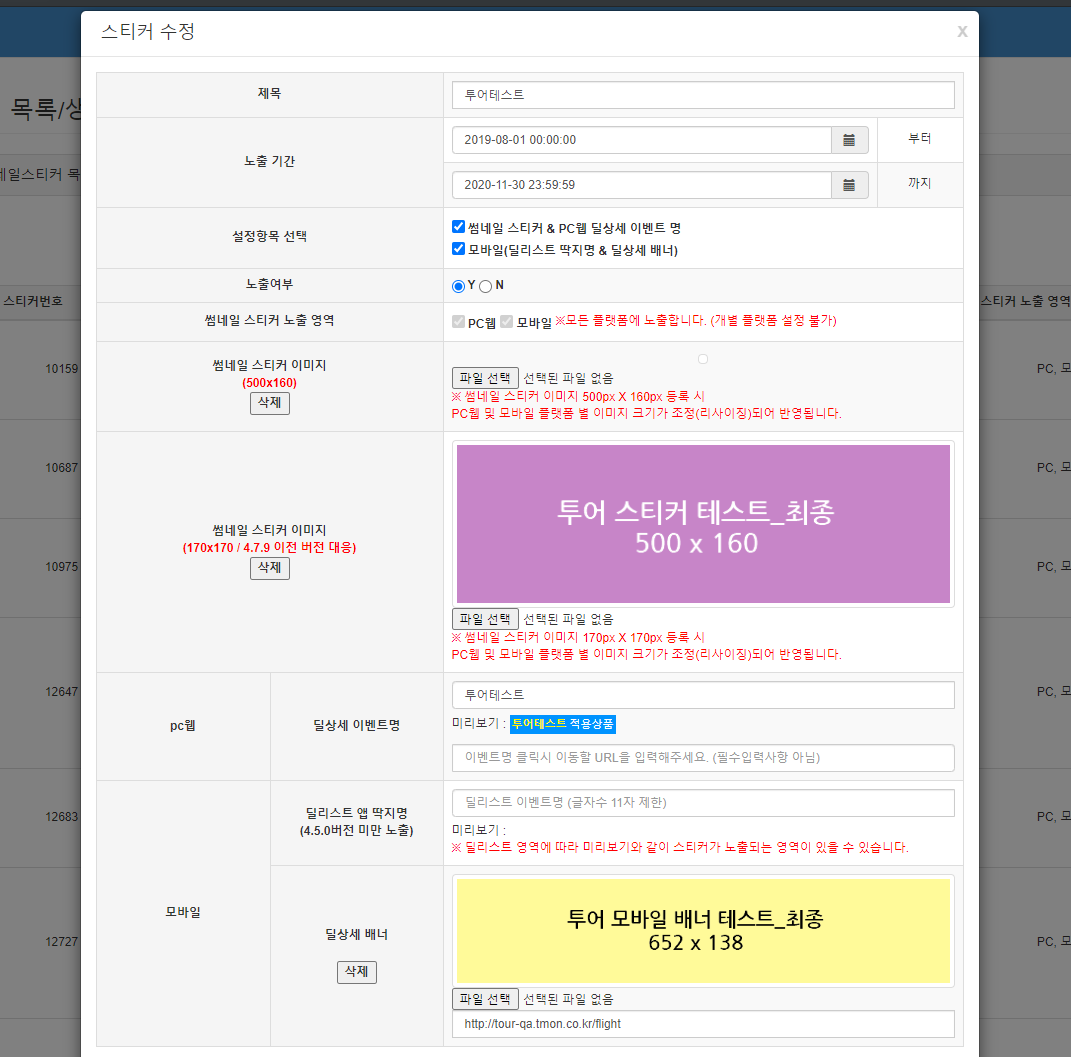 스티커 수정
x
목록/상
네일스티커 목
스티커번호
스티커 노출 영역
10159
PC, 모
10687
PC, 모
10975
PC, 모
12647
PC, 모
12683
PC, 모
12727
PC, 모
제목
투어테스트
노출 기간
2019-08-01 00:00:00
부터
2020-11-30 23:59:59
까지
설정항목 선택
썸네일 스티커 & PC웹 딜상세 이벤트 명
모바일(딜리스트 딱지명 & 딜상세 배너)
노출여부
Y N
썸네일 스티커 노출 영역
PC웹 모바일 ※모든 플랫폼에 노출합니다. (개별 플랫폼 설정 불가)
썸네일 스티커 이미지
(500x160)
삭제
파일 선택 선택된 파일 없음
※ 썸네일 스티커 이미지 500px X 160px 등록 시
PC웹 및 모바일 플랫폼 별 이미지 크기가 조정(리사이징)되어 반영됩니다.
썸네일 스티커 이미지
(170x170 / 4.7.9 이전 버전 대응)
삭제
투어 스티커 테스트_최종
500 x 160
파일 선택 선택된 파일 없음
※ 썸네일 스티커 이미지 170px X 170px 등록 시
PC웹 및 모바일 플랫폼 별 이미지 크기가 조정(리사이징)되어 반영됩니다.
pc웹
딜상세 이벤트명
투어테스트
미리보기 : 투어테스트 적용상품
이벤트명 클릭시 이동할 URL을 입력해주세요. (필수입력사항 아님)
모바일
딜리스트 앱 딱지명
(4.5.0버전 미만 노출)
딜리스트 이벤트명 (글자수 11자 제한)
미리보기 :
※ 딜리스트 영역에 따라 미리보기와 같이 스티커가 노출되는 영역이 있을 수 있습니다.
딜상세 배너
삭제
투어 모바일 배너 테스트_최종
652 x 138
파일 선택 선택된 파일 없음
http://tour-qa.tmon.co.kr/flight